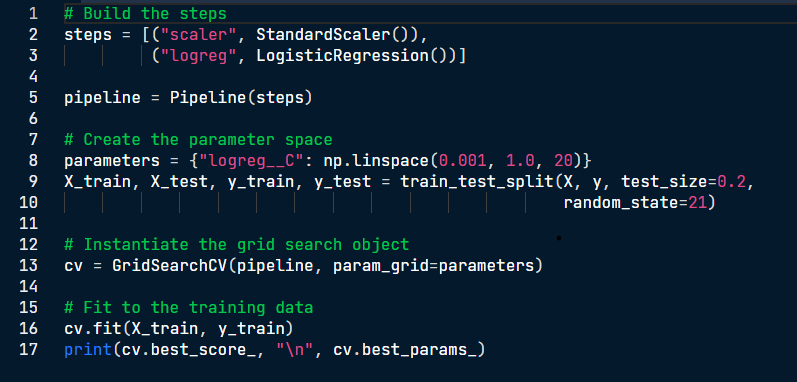 1 # Build the steps
2 steps = [("scaler", StandardScaler()),
3          ("logreg", LogisticRegression())]
4
5 pipeline = Pipeline(steps)
6
7 # Create the parameter space
8 parameters = {"logreg__C": np.linspace(0.001, 1.0, 20)}
9 X_train, X_test, y_train, y_test = train_test_split(X, y, test_size=0.2,
10                                                     random_state=21)
11
12 # Instantiate the grid search object
13 cv = GridSearchCV(pipeline, param_grid=parameters)
14
15 # Fit to the training data
16 cv.fit(X_train, y_train)
17 print(cv.best_score_, "\n", cv.best_params_)